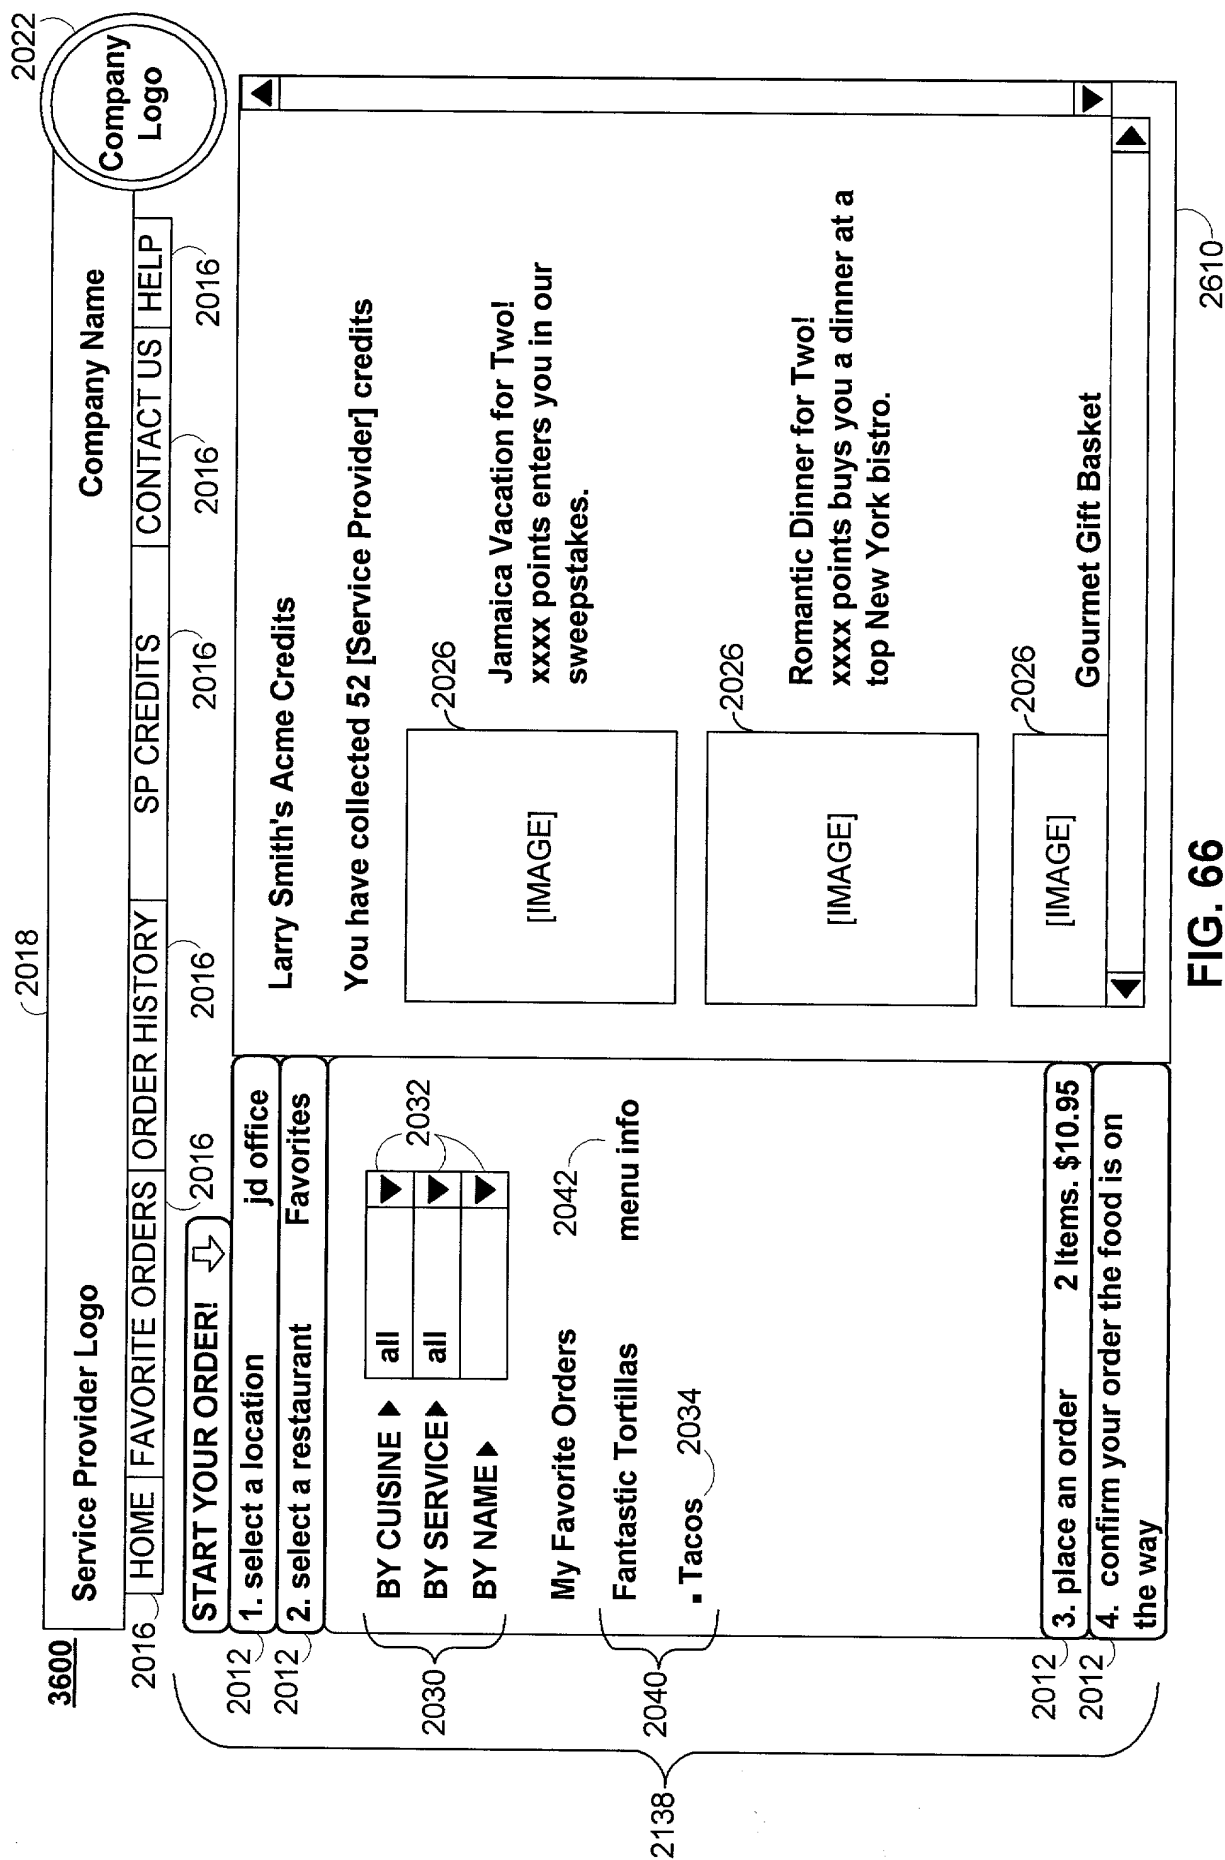 3600
2018
2022
Service Provider Logo
Company Name
Company
Logo
HOME
FAVORITE ORDERS
ORDER HISTORY
SP CREDITS
CONTACT US
HELP
2016
2016
2016
2016
2016
2016
START YOUR ORDER!
2012
1. select a location
jd office
2012
2. select a restaurant
Favorites
2030
BY CUISINE
all
BY SERVICE
all
BY NAME
2032
My Favorite Orders
2042
2040
Fantastic Tortillas
menu info
Tacos
2034
2138
2012
3. place an order
2 Items. $10.95
2012
4. confirm your order the food is on
the way
Larry Smith's Acme Credits
You have collected 52 [Service Provider] credits
2026
[IMAGE]
Jamaica Vacation for Two!
xxxx points enters you in our
sweepstakes.
2026
[IMAGE]
Romantic Dinner for Two!
xxxx points buys you a dinner at a
top New York bistro.
2026
[IMAGE]
Gourmet Gift Basket
2610
FIG. 66